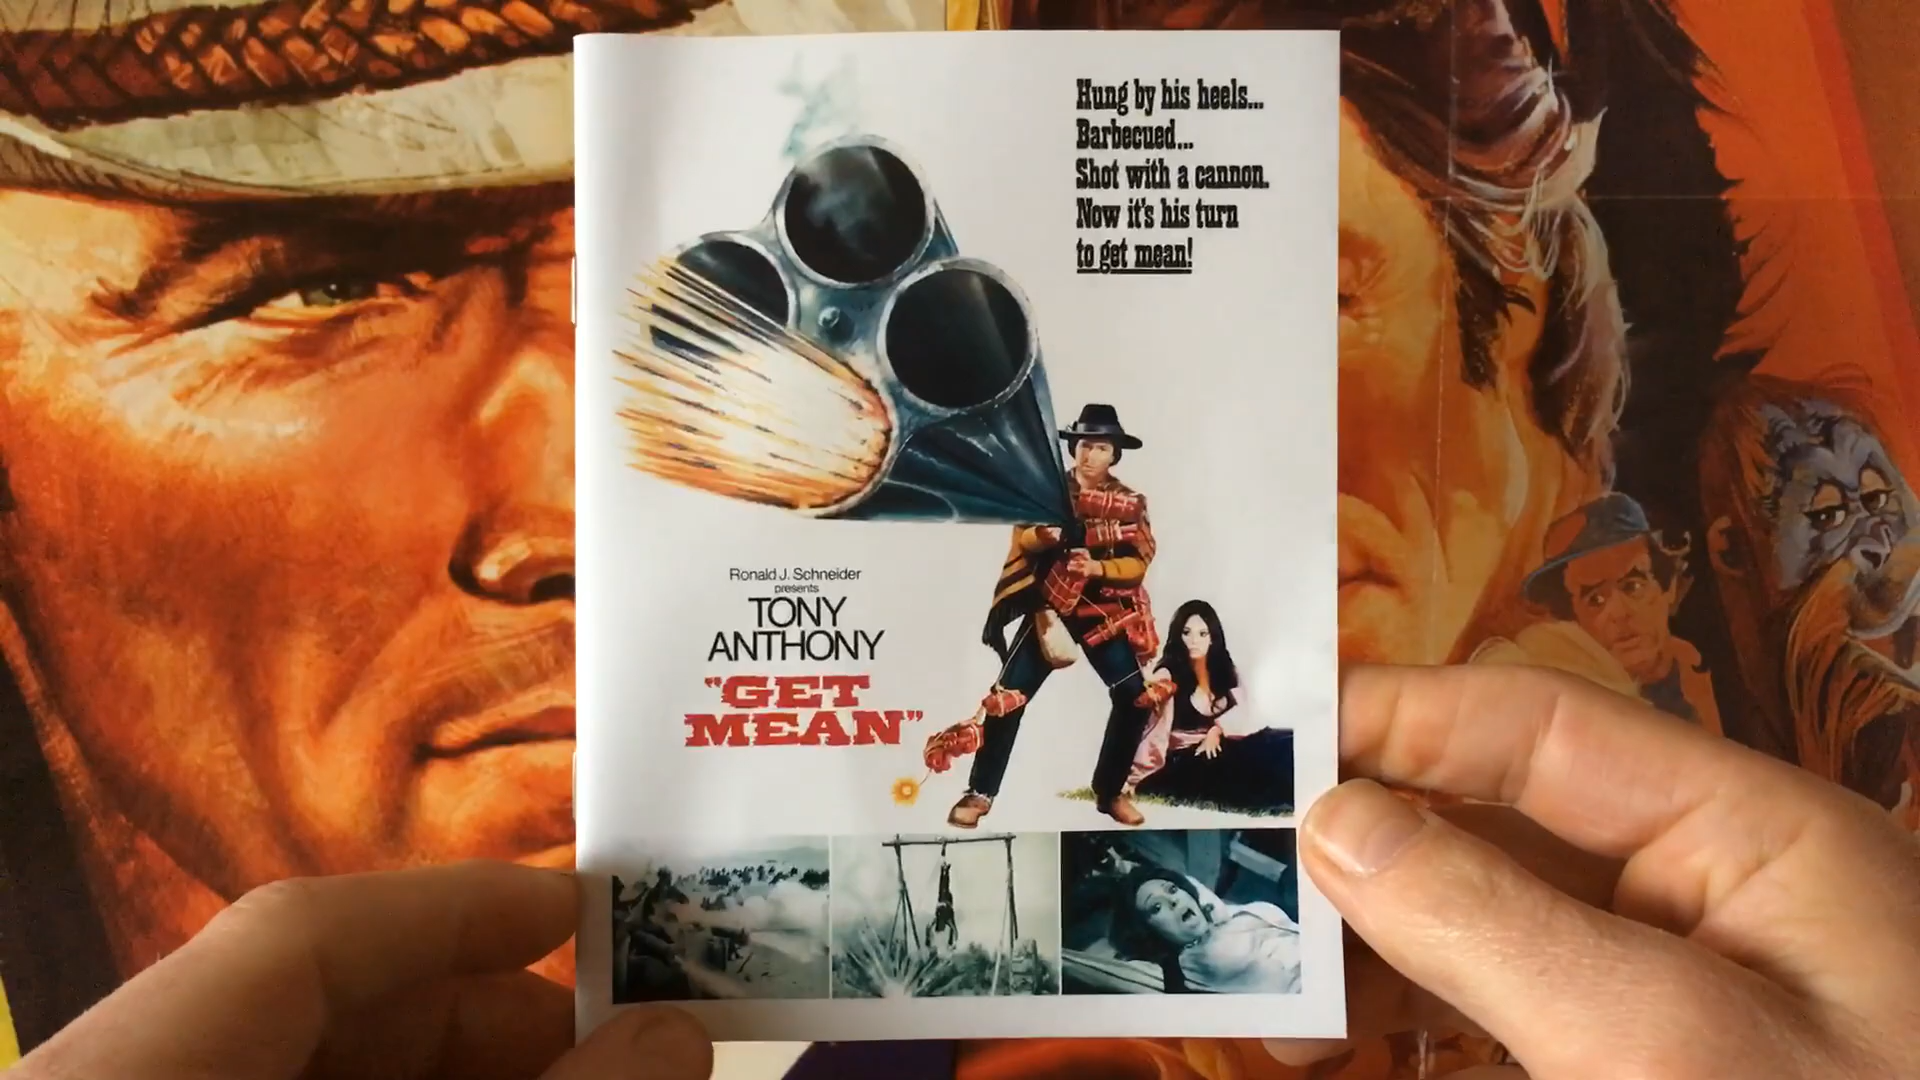 Hung by his heels...
Barbecued...
Shot with a cannon.
Now it's his turn
to get mean!
Ronald J. Schneider
presents
TONY
ANTHONY
"GET
MEAN"